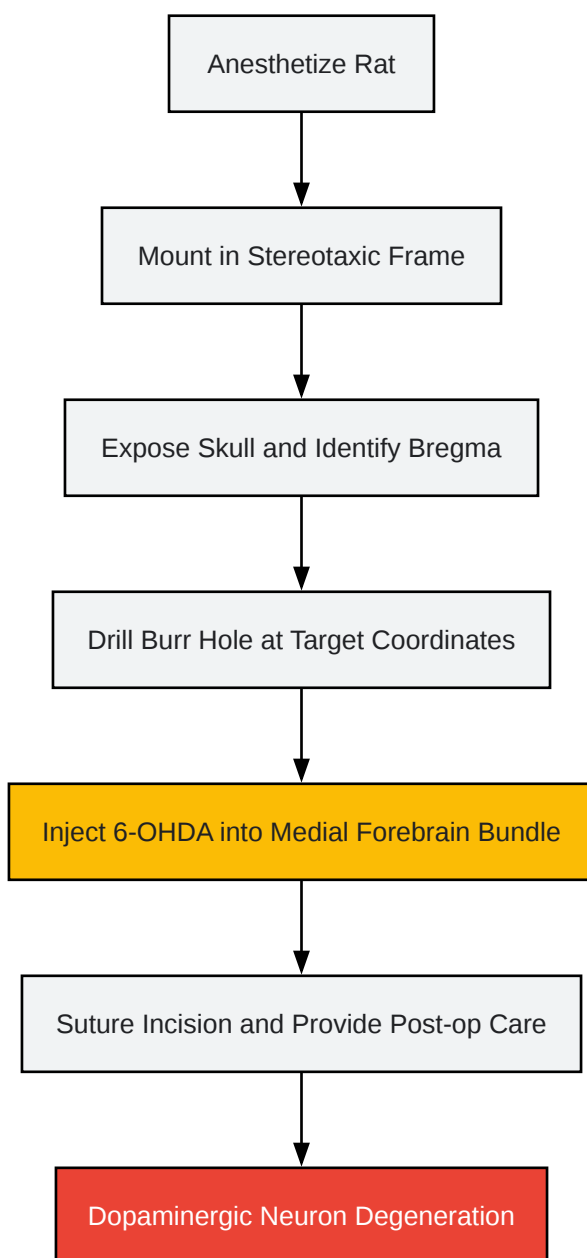 Anesthetize Rat
Mount in Stereotaxic Frame
Expose Skull and Identify Bregma
Drill Burr Hole at Target Coordinates
Inject 6-OHDA into Medial Forebrain Bundle
Suture Incision and Provide Post-op Care
Dopaminergic Neuron Degeneration